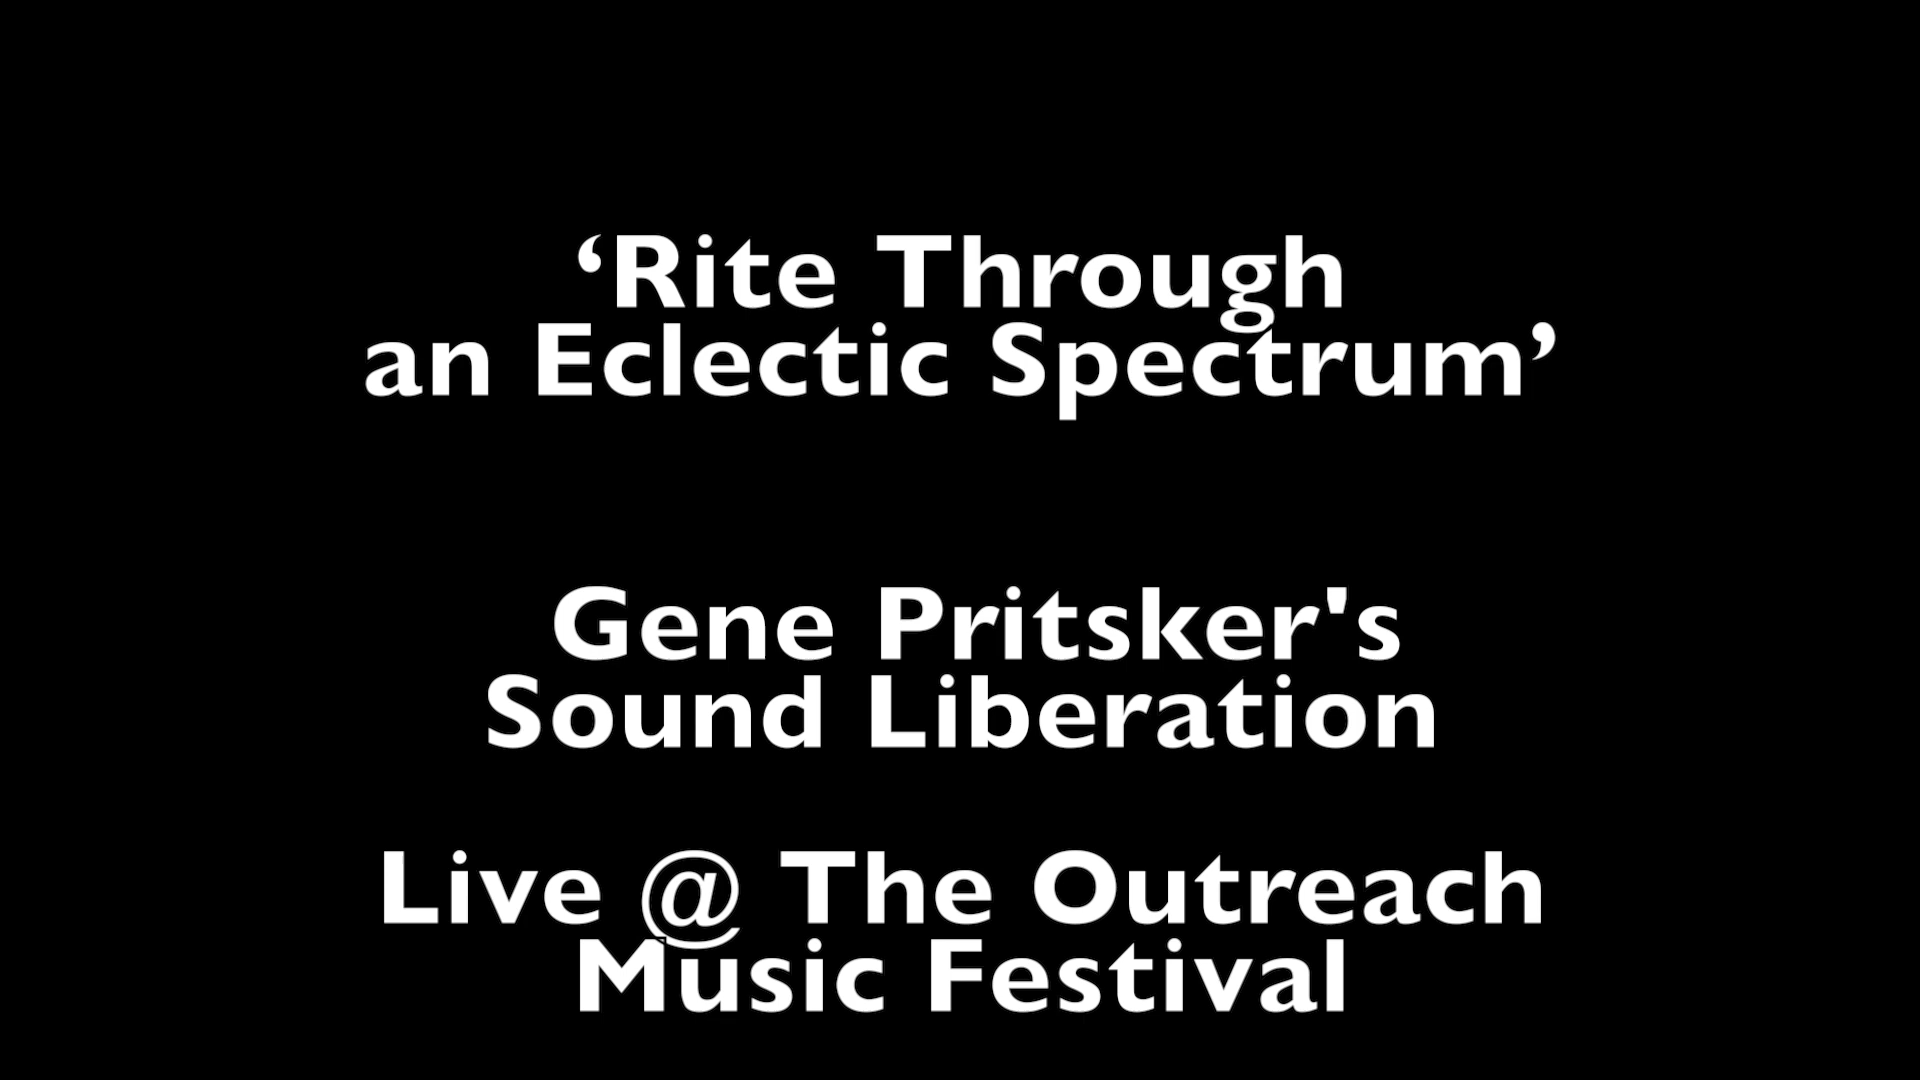 ‘Rite Through
an Eclectic Spectrum’
Gene Pritsker's
Sound Liberation
Live @ The Outreach
Music Festival